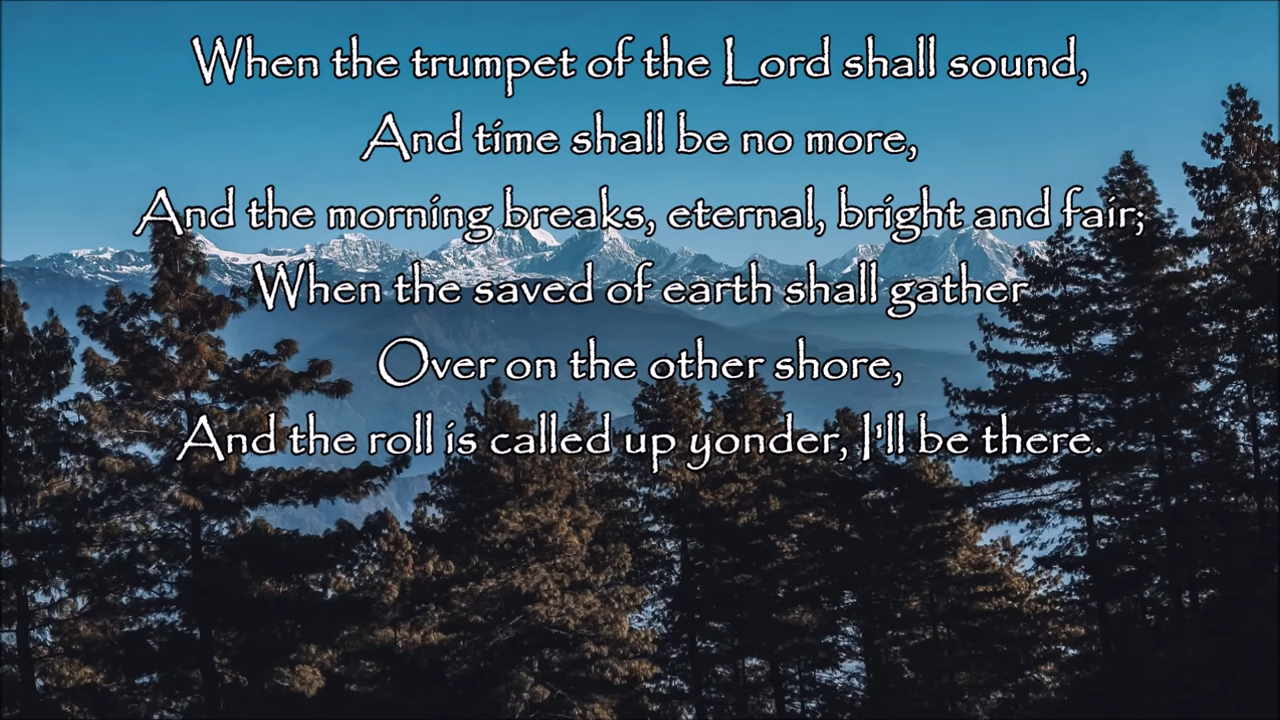 When the trumpet of the Lord shall sound,
And time shall be no more,
And the morning breaks, eternal, bright and fair;
When the saved of earth shall gather
Over on the other shore,
And the roll is called up yonder, I'll be there.